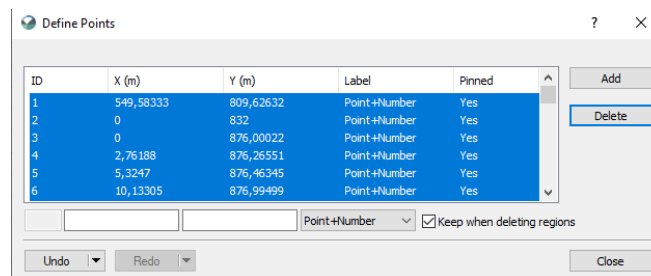 Define Points ? ×
ID X (m) Y (m) Label Pinned Add
1 549,58333 809,62632 Point+Number Yes
2 0 832 Point+Number Yes Delete
3 0 876,00022 Point+Number Yes
4 2,76188 876,26551 Point+Number Yes
5 5,3247 876,46345 Point+Number Yes
6 10,13305 876,99499 Point+Number Yes
Point+Number Keep when deleting regions
Undo Redo Close